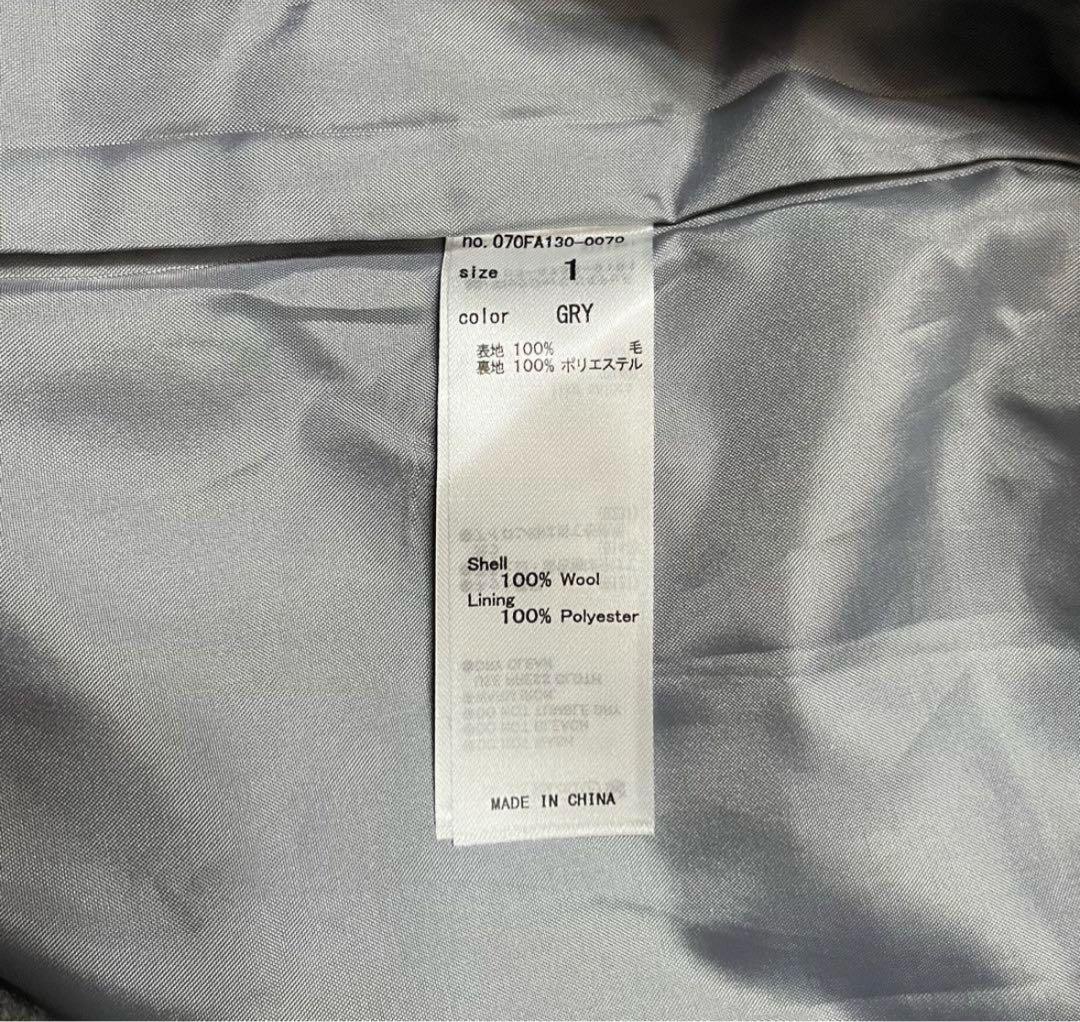 no. 070FA130-0070
size 1
color GRY
表地 100% 毛
裏地 100% ポリエステル
Shell
100% Wool
Lining
100% Polyester
MADE IN CHINA